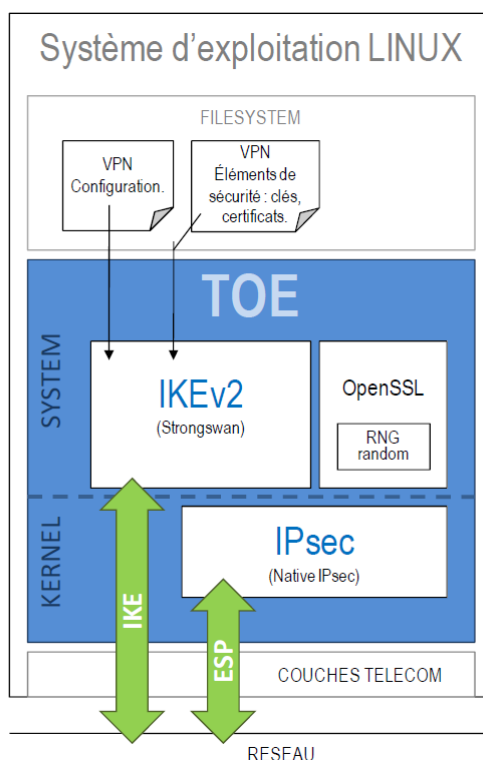 Système d'exploitation LINUX
FILESYSTEM
VPN
Configuration.
VPN
Éléments de
sécurité : clés,
certificats.
TOE
SYSTEM
IKEv2
(Strongswan)
OpenSSL
RNG
random
KERNEL
IPsec
(Native IPsec)
IKE
ESP
COUCHES TELECOM
RESEAU